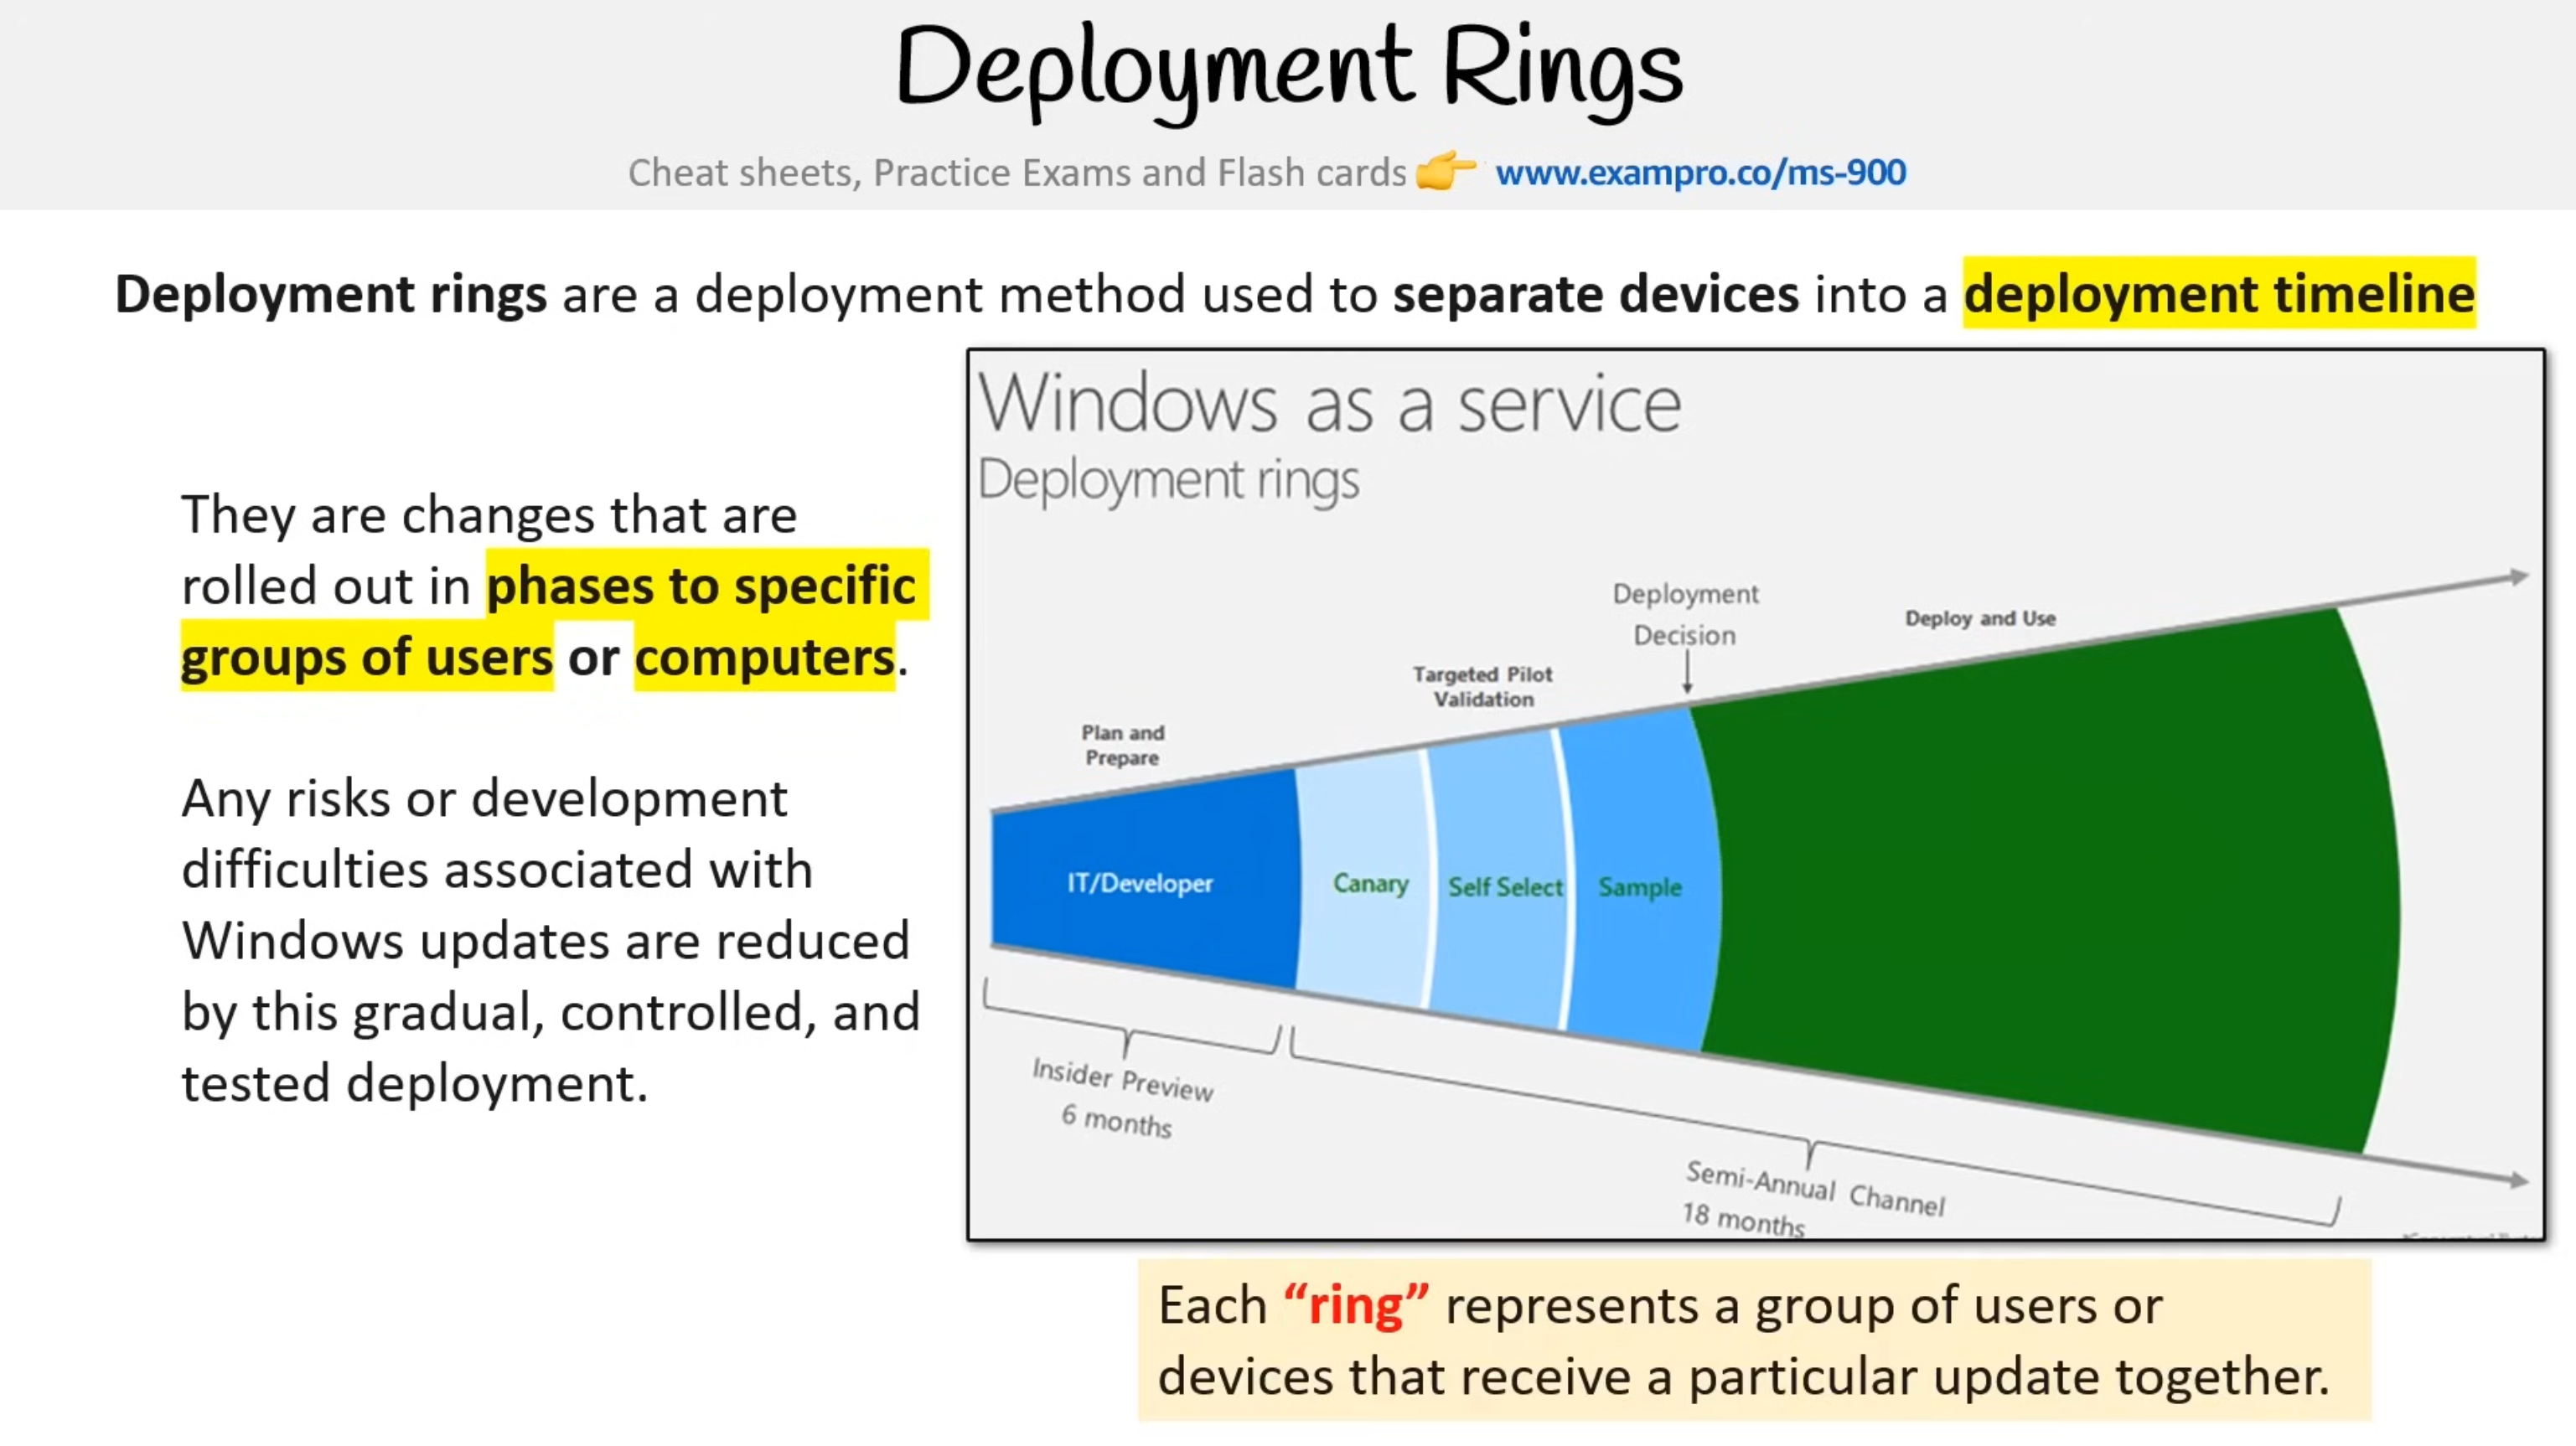 Deployment Rings
Cheat sheets, Practice Exams and Flash cards 👉 www.exampro.co/ms-900
Deployment rings are a deployment method used to separate devices into a deployment timeline
They are changes that are
rolled out in phases to specific
groups of users or computers.
Any risks or development
difficulties associated with
Windows updates are reduced
by this gradual, controlled, and
tested deployment.
Windows as a service
Deployment rings
Plan and
Prepare
Targeted Pilot
Validation
Deployment
Decision
Deploy and Use
IT/Developer
Canary
Self Select
Sample
Insider Preview
6 months
Semi-Annual Channel
18 months
Each “ring” represents a group of users or
devices that receive a particular update together.